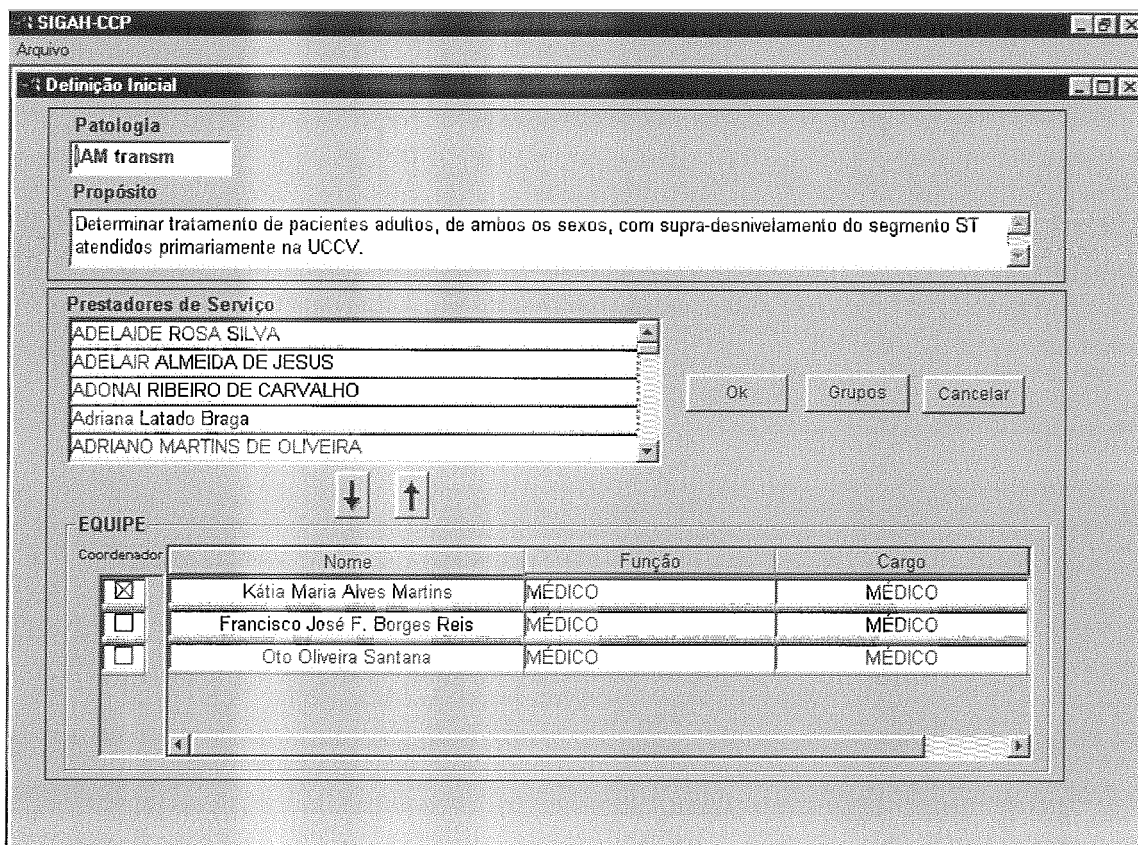 SIGAH-CCP
Arquivo
Definição Inicial
Patologia
IAM transm
Propósito
Determinar tratamento de pacientes adultos, de ambos os sexos, com supra-desnivelamento do segmento ST
atendidos primariamente na UCCV.
Prestadores de Serviço
ADELAIDE ROSA SILVA
ADELAIR ALMEIDA DE JESUS
ADONAI RIBEIRO DE CARVALHO
Adriana Latado Braga
ADRIANO MARTINS DE OLIVEIRA
Ok Grupos Cancelar
EQUIPE
Coordenador Nome Função Cargo
Kátia Maria Alves Martins MÉDICO MÉDICO
Francisco José F. Borges Reis MÉDICO MÉDICO
Oto Oliveira Santana MÉDICO MÉDICO